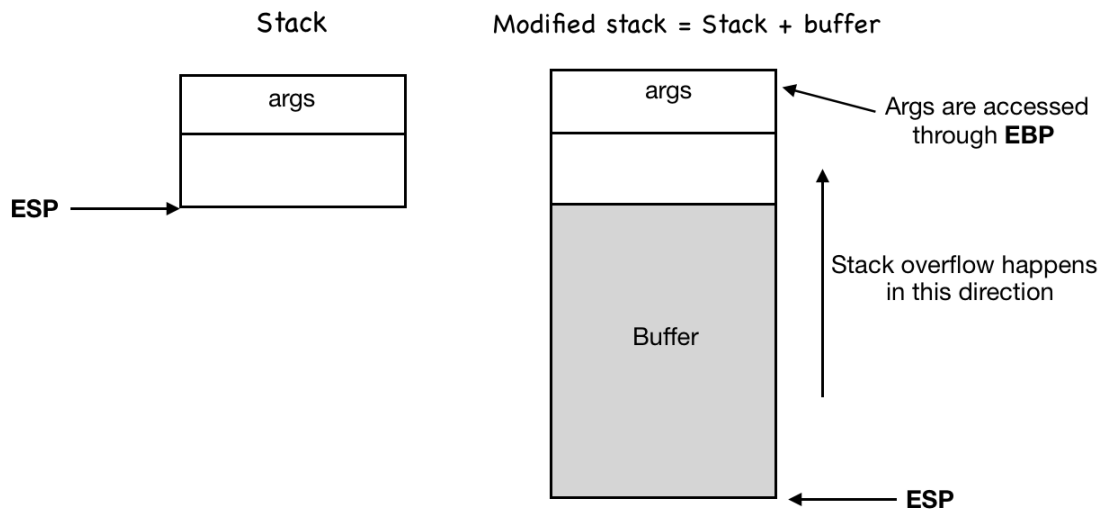 Stack
Modified stack = Stack + buffer
args
args
Args are accessed
through EBP
ESP
Stack overflow happens
in this direction
Buffer
ESP